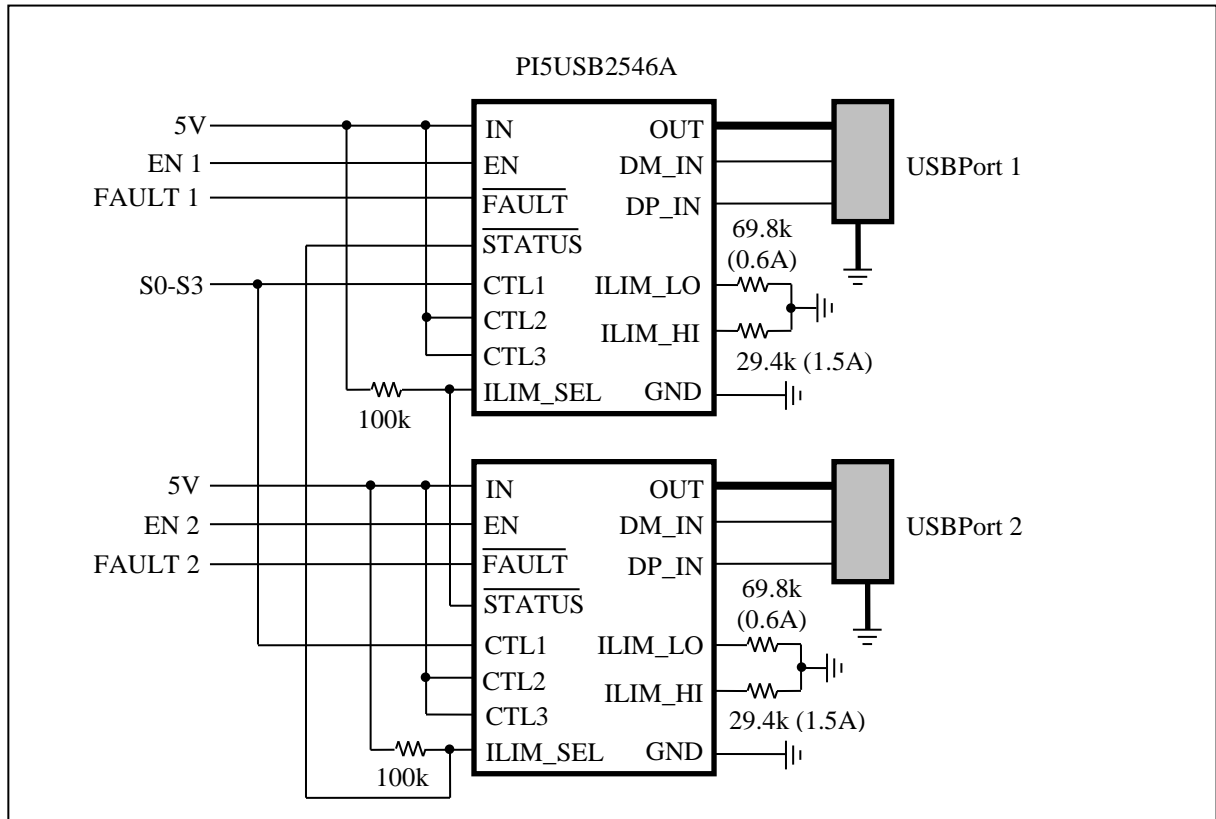 PI5USB2546A
5V
EN 1
FAULT 1
S0-S3
IN
EN
FAULT
STATUS
CTL1
CTL2
CTL3
ILIM_SEL
100k
OUT
DM_IN
DP_IN
ILIM_LO
ILIM_HI
GND
69.8k
(0.6A)
29.4k (1.5A)
USBPort 1
5V
EN 2
FAULT 2
IN
EN
FAULT
STATUS
CTL1
CTL2
CTL3
ILIM_SEL
100k
OUT
DM_IN
DP_IN
ILIM_LO
ILIM_HI
GND
69.8k
(0.6A)
29.4k (1.5A)
USBPort 2